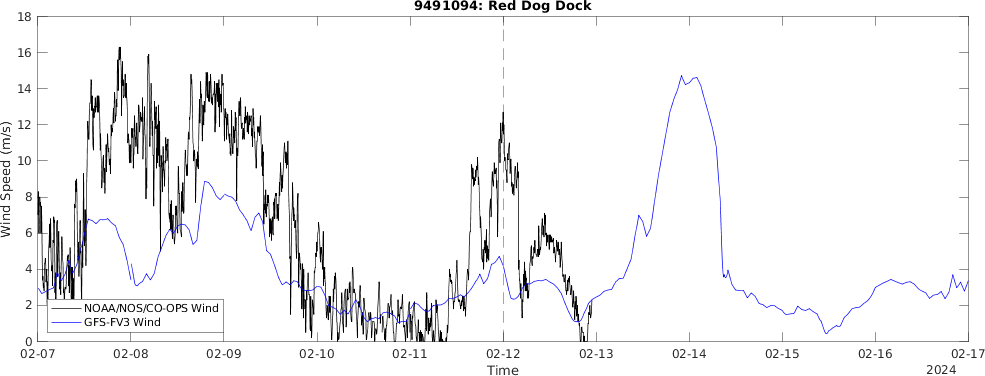 9491094: Red Dog Dock
18
16
14
12
10
8
6
4
2
0
Wind Speed (m/s)
NOAA/NOS/CO-OPS Wind
GFS-FV3 Wind
02-07 02-08 02-09 02-10 02-11 02-12 02-13 02-14 02-15 02-16 02-17
Time
2024